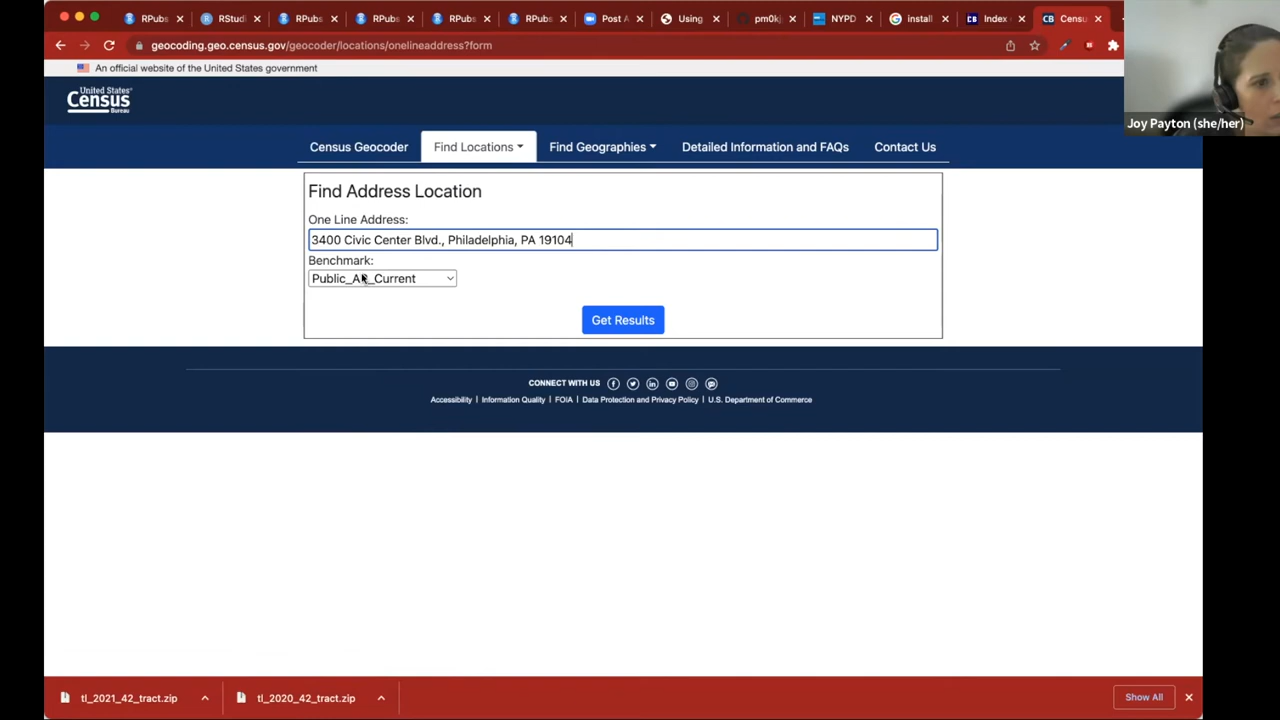 RPubs
RStudi
RPubs
RPubs
RPubs
RPubs
Post A
Using
pm0kj
NYPD
install
Index
Censu
geocoding.geo.census.gov/geocoder/locations/onelineaddress?form
An official website of the United States government
United States®
Census
Bureau
Joy Payton (she/her)
Census Geocoder
Find Locations
Find Geographies
Detailed Information and FAQs
Contact Us
Find Address Location
One Line Address:
3400 Civic Center Blvd., Philadelphia, PA 19104
Benchmark:
Public_AR_Current
Get Results
CONNECT WITH US
Accessibility | Information Quality | FOIA | Data Protection and Privacy Policy | U.S. Department of Commerce
tl_2021_42_tract.zip
tl_2020_42_tract.zip
Show All